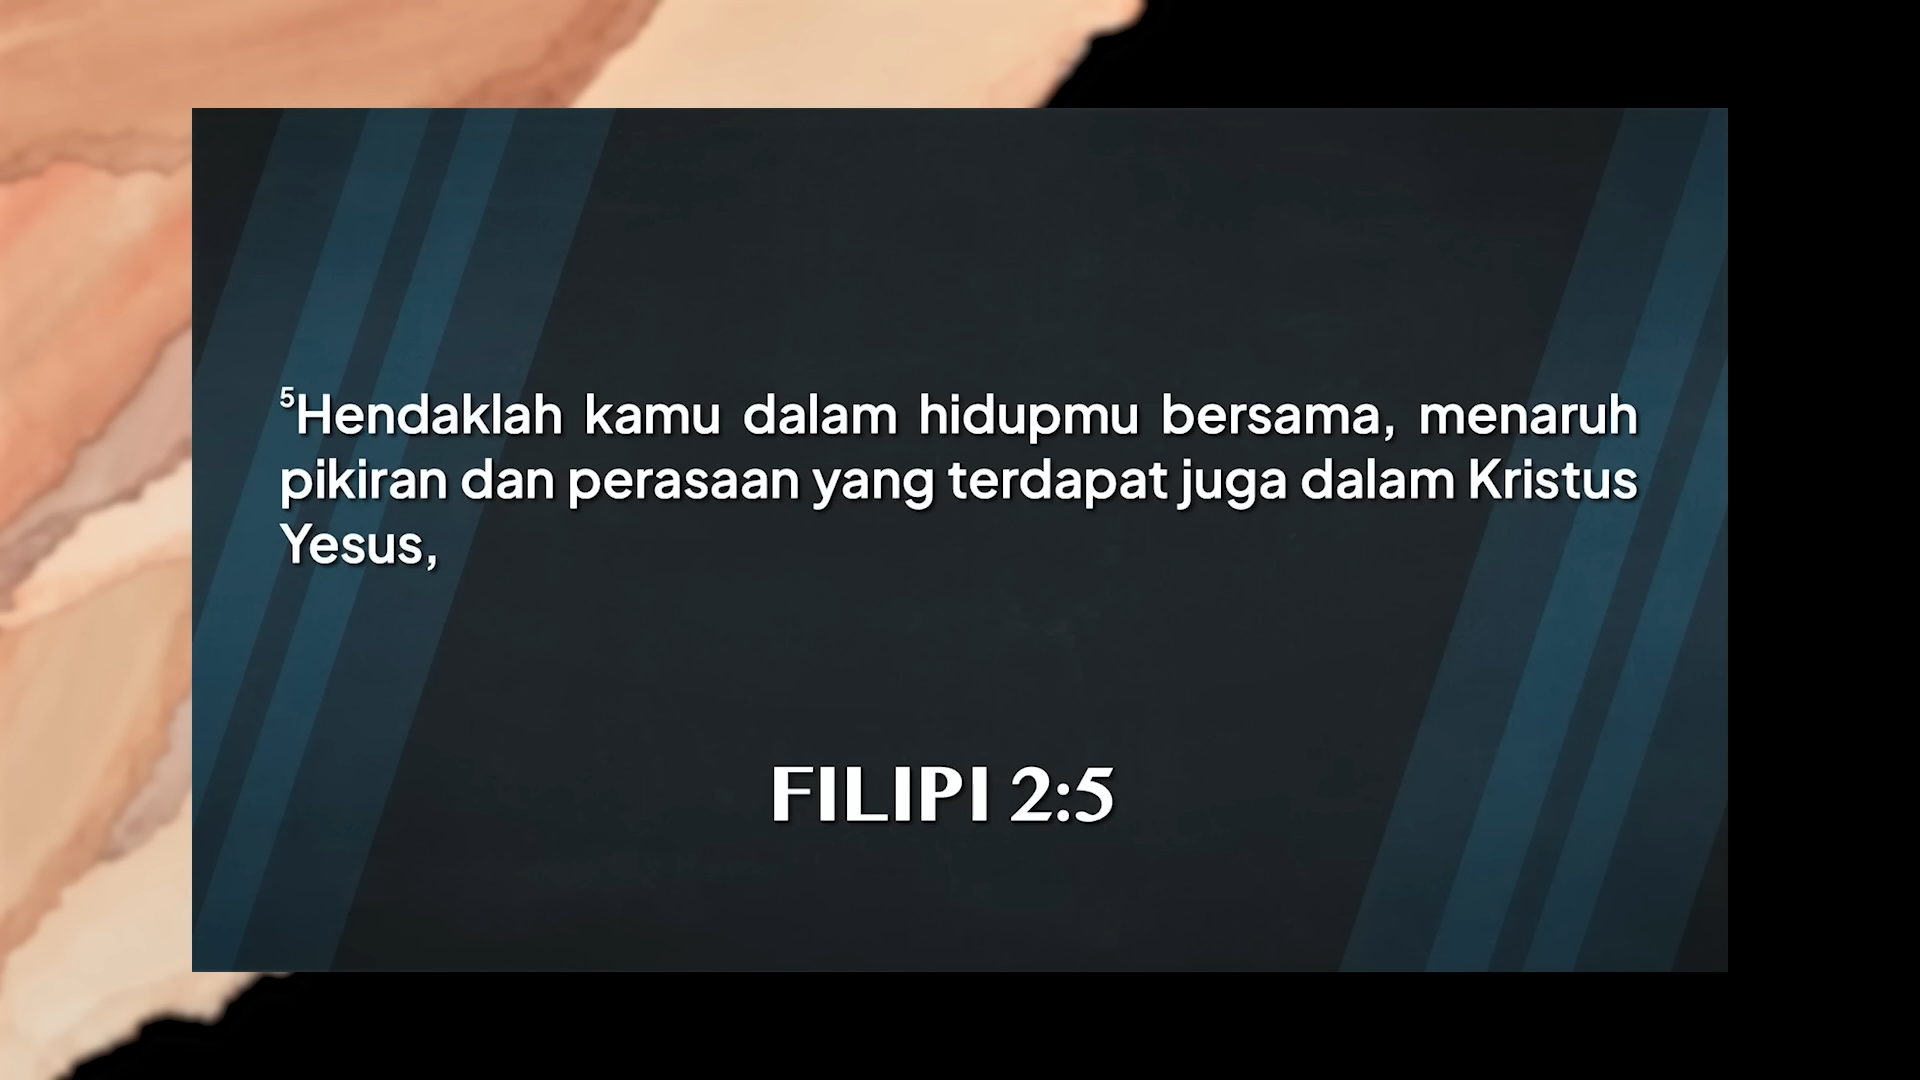 ⁵Hendaklah kamu dalam hidupmu bersama, menaruh
pikiran dan perasaan yang terdapat juga dalam Kristus
Yesus,
FILIPI 2:5